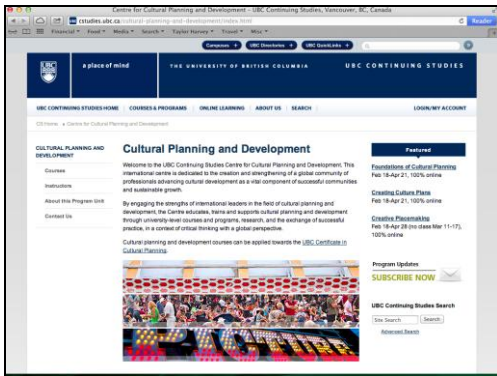 Centre for Cultural Planning and Development - UBC Continuing Studies, Vancouver, BC, Canada
cstudies.ubc.ca/cultural-planning-and-development/index.html
Reader
Financial Food Media Search Taylor Harvey Travel Misc
Campuses + UBC Directories + UBC QuickLinks +
UBC
a place of mind
THE UNIVERSITY OF BRITISH COLUMBIA
UBC CONTINUING STUDIES
UBC CONTINUING STUDIES HOME COURSES & PROGRAMS ONLINE LEARNING ABOUT US SEARCH LOGIN/MY ACCOUNT
CS Home Centre for Cultural Planning and Development
CULTURAL PLANNING AND
DEVELOPMENT
Courses
Instructors
About this Program Unit
Contact Us
Cultural Planning and Development
Welcome to the UBC Continuing Studies Centre for Cultural Planning and Development. This
international centre is dedicated to the creation and strengthening of a global community of
professionals advancing cultural development as a vital component of successful communities
and sustainable growth.
By engaging the strengths of international leaders in the field of cultural planning and
development, the Centre educates, trains and supports cultural planning and development
through university-level courses and programs, research, and the exchange of successful
practice, in a context of critical thinking with a global perspective.
Cultural planning and development courses can be applied towards the UBC Certificate in
Cultural Planning.
Featured
Foundations of Cultural Planning
Feb 18-Apr 21, 100% online
Creating Culture Plans
Feb 18-Apr 21, 100% online
Creative Placemaking
Feb 18-Apr 28 (no class Mar 11-17),
100% online
Program Updates
SUBSCRIBE NOW
UBC Continuing Studies Search
Site Search Search
Advanced Search